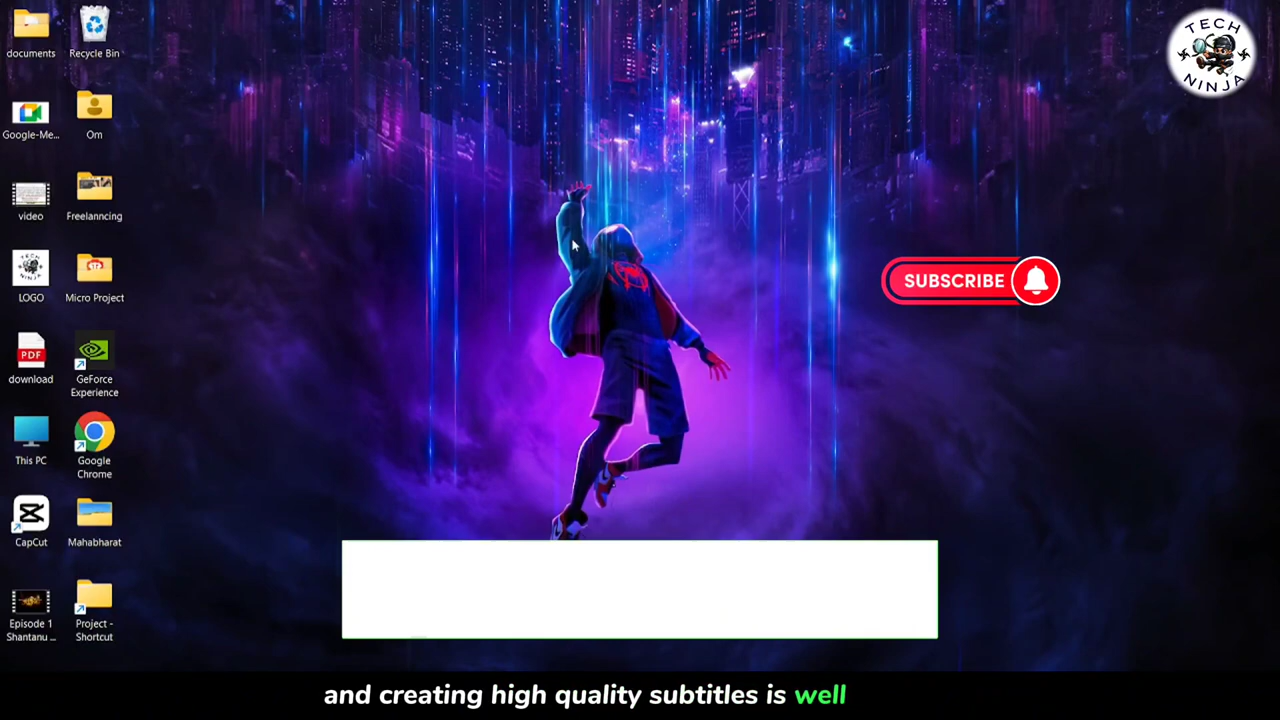 documents
Recycle Bin
Google-Me...
Om
video
Freelanncing
LOGO
Micro Project
PDF
download
GeForce
Experience
This PC
Google
Chrome
CapCut
Mahabharat
Episode 1
Shantanu ...
Project -
Shortcut
TECH
NINJA
SUBSCRIBE
and creating high quality subtitles is well